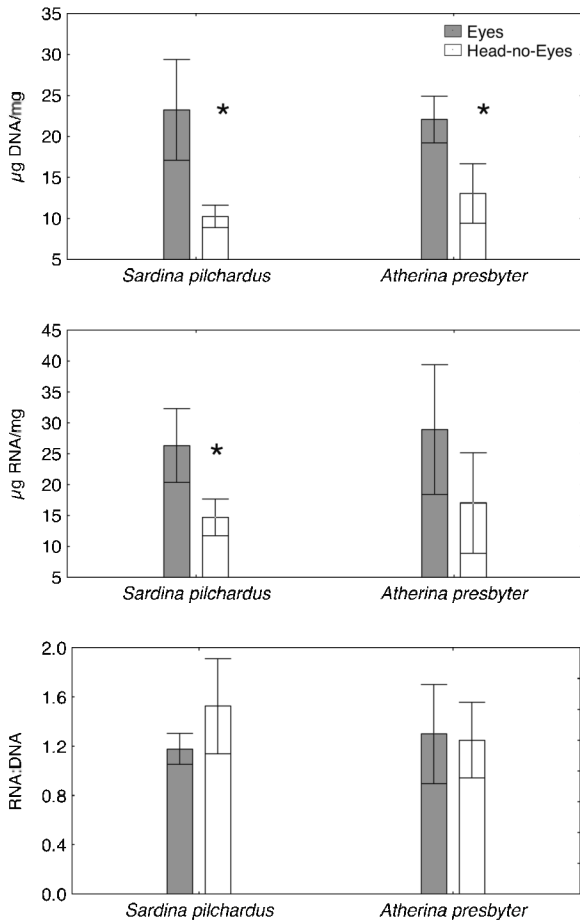 35
30
25
20
15
10
5
µg DNA/mg
Eyes
Head-no-Eyes
*
*
Sardina pilchardus
Atherina presbyter
45
40
35
30
25
20
15
10
5
µg RNA/mg
*
Sardina pilchardus
Atherina presbyter
2.0
1.6
1.2
0.8
0.4
0.0
RNA:DNA
Sardina pilchardus
Atherina presbyter